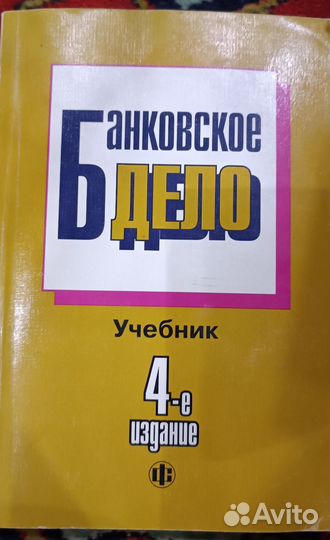 Банковское
дело
Учебник
4-е
издание
Avito